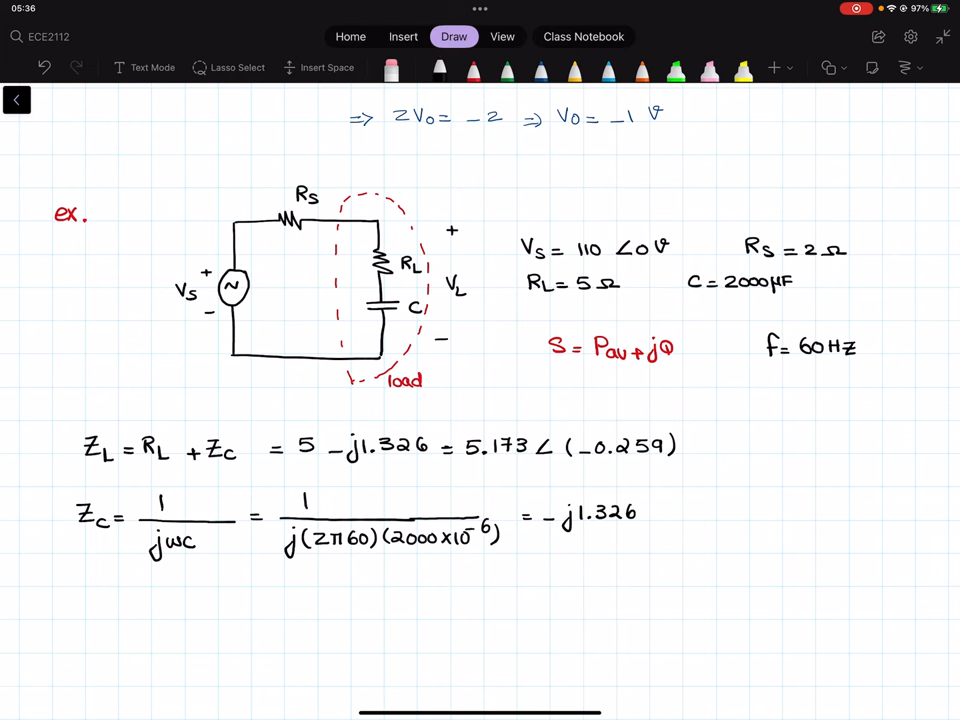 05:36
97%
ECE2112
Home Insert Draw View Class Notebook
Text Mode Lasso Select Insert Space
=> 2V0 = -2 => V0 = -1 V
ex.
RS
+
RL
VS
+
-
VL
C
-
load
VS = 110 ∠0 V RS = 2 Ω
RL = 5 Ω C = 2000 μF
S = Pav + jQ f = 60 Hz
ZL = RL + ZC = 5 - j1.326 = 5.173 ∠ (-0.259)
ZC = 1/jωC = 1/j(2π60)(2000×10^-6) = -j1.326